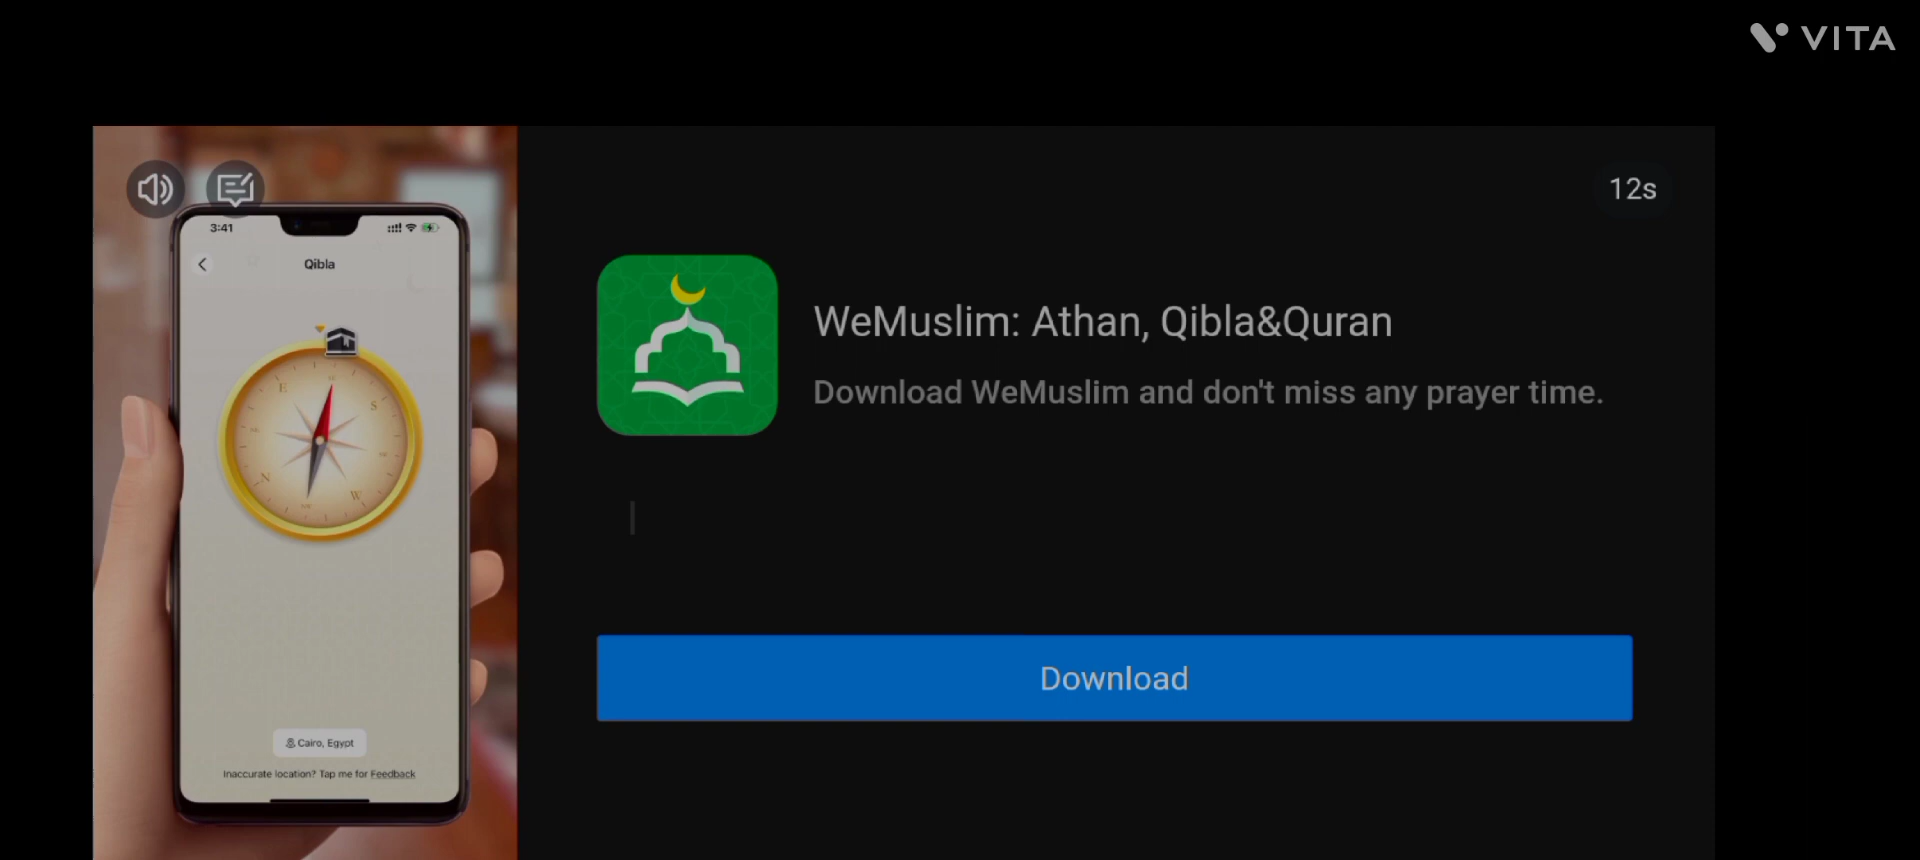 VITA
12s
3:41
Qibla
E
S
N
W
Cairo, Egypt
Inaccurate location? Tap me for Feedback
WeMuslim: Athan, Qibla&Quran
Download WeMuslim and don't miss any prayer time.
Download